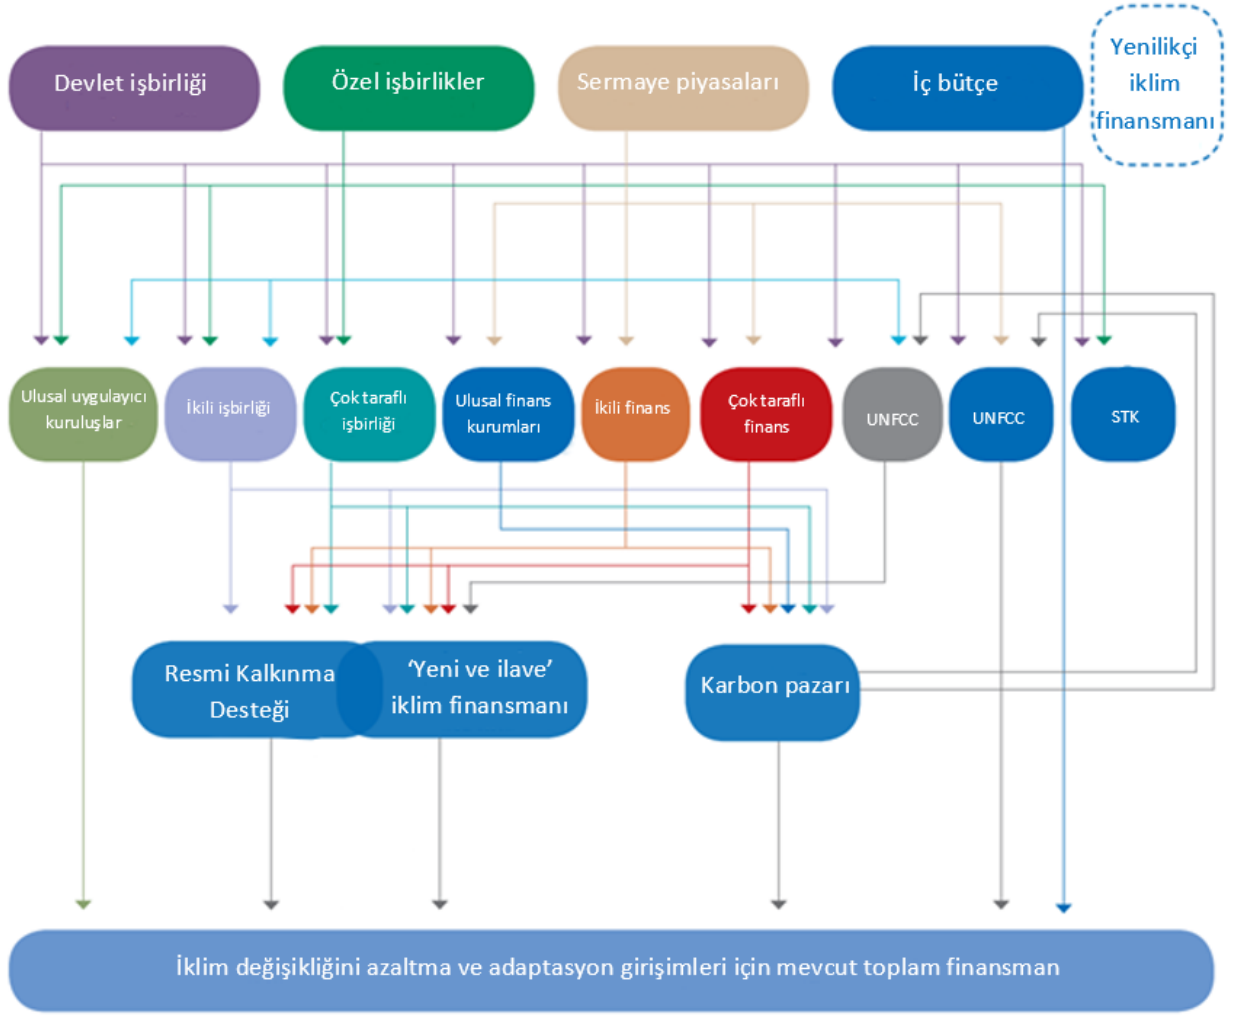 Devlet işbirliği
Özel işbirlikler
Sermaye piyasaları
İç bütçe
Yenilikçi
iklim
finansmanı
Ulusal uygulayıcı
kuruluşlar
İkili işbirliği
Çok taraflı
işbirliği
Ulusal finans
kurumları
İkili finans
Çok taraflı
finans
UNFCC
UNFCC
STK
Resmi Kalkınma
Desteği
‘Yeni ve ilave’
iklim finansmanı
Karbon pazarı
İklim değişikliğini azaltma ve adaptasyon girişimleri için mevcut toplam finansman